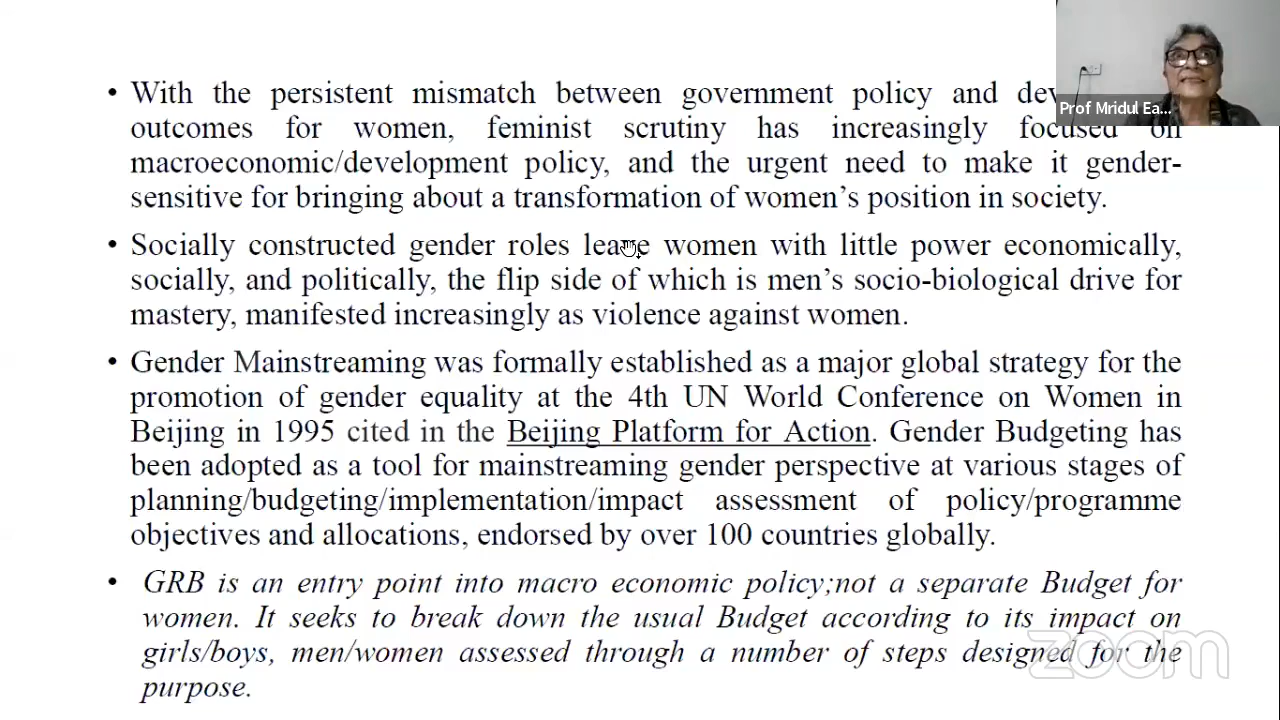 • With the persistent mismatch between government policy and dev
outcomes for women, feminist scrutiny has increasingly focused on
macroeconomic/development policy, and the urgent need to make it gender-
sensitive for bringing about a transformation of women's position in society.
• Socially constructed gender roles leave women with little power economically,
socially, and politically, the flip side of which is men's socio-biological drive for
mastery, manifested increasingly as violence against women.
• Gender Mainstreaming was formally established as a major global strategy for the
promotion of gender equality at the 4th UN World Conference on Women in
Beijing in 1995 cited in the Beijing Platform for Action. Gender Budgeting has
been adopted as a tool for mainstreaming gender perspective at various stages of
planning/budgeting/implementation/impact assessment of policy/programme
objectives and allocations, endorsed by over 100 countries globally.
• GRB is an entry point into macro economic policy;not a separate Budget for
women. It seeks to break down the usual Budget according to its impact on
girls/boys, men/women assessed through a number of steps designed for the
purpose.
Prof Mridul Ea...
zoom